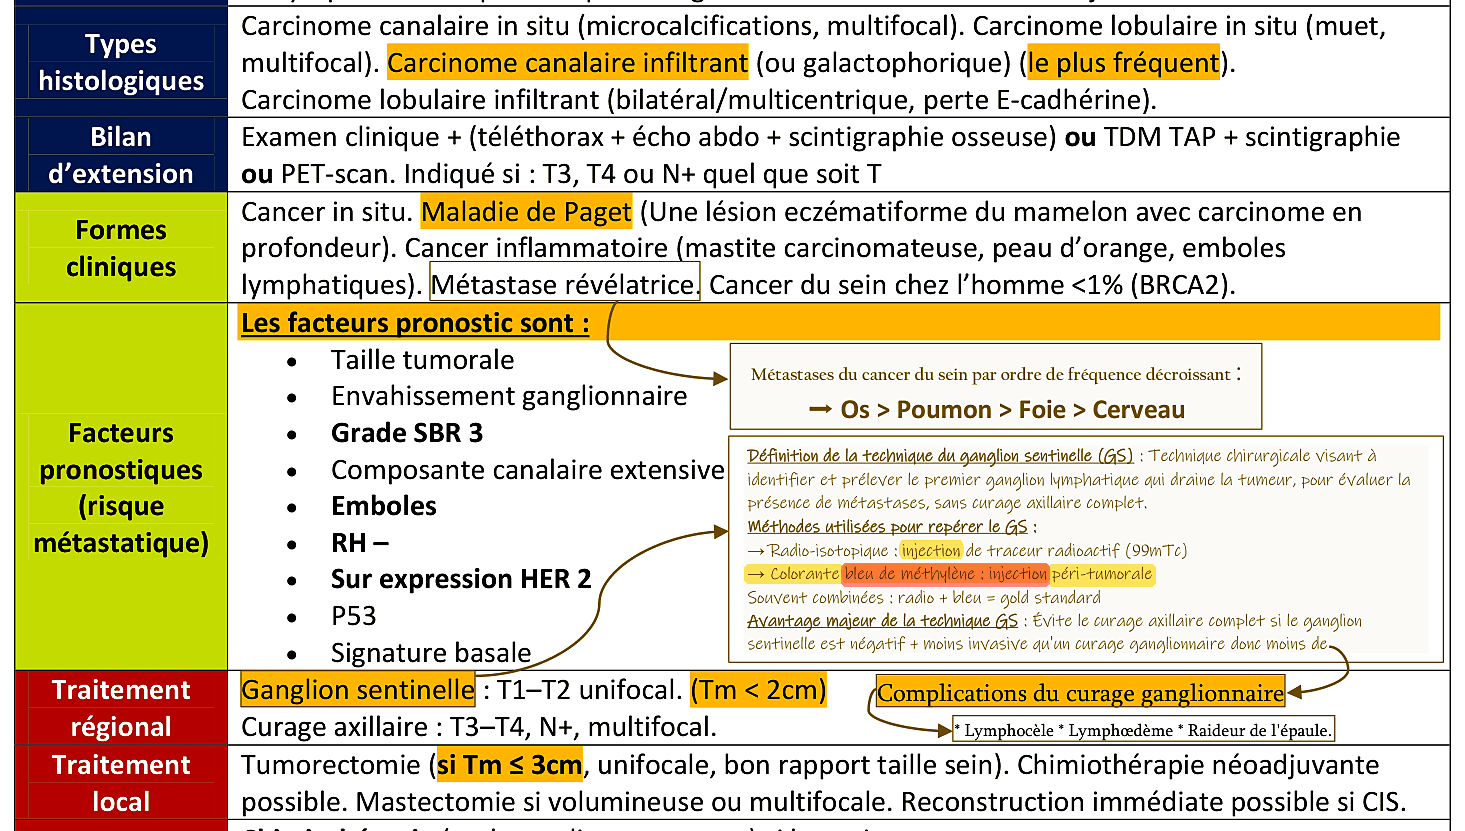 Types
histologiques
Carcinome canalaire in situ (microcalcifications, multifocal). Carcinome lobulaire in situ (muet,
multifocal). Carcinome canalaire infiltrant (ou galactophorique) (le plus fréquent).
Carcinome lobulaire infiltrant (bilatéral/multicentrique, perte E-cadhérine).
Bilan
d’extension
Examen clinique + (téléthorax + écho abdo + scintigraphie osseuse) ou TDM TAP + scintigraphie
ou PET-scan. Indiqué si : T3, T4 ou N+ quel que soit T
Formes
cliniques
Cancer in situ. Maladie de Paget (Une lésion eczématiforme du mamelon avec carcinome en
profondeur). Cancer inflammatoire (mastite carcinomateuse, peau d’orange, emboles
lymphatiques). Métastase révélatrice. Cancer du sein chez l’homme <1% (BRCA2).
Facteurs
pronostiques
(risque
métastatique)
Les facteurs pronostic sont :
• Taille tumorale
• Envahissement ganglionnaire
• Grade SBR 3
• Composante canalaire extensive
• Emboles
• RH –
• Sur expression HER 2
• P53
• Signature basale
Métastases du cancer du sein par ordre de fréquence décroissant :
➞ Os > Poumon > Foie > Cerveau
Définition de la technique du ganglion sentinelle (GS) : Technique chirurgicale visant à
identifier et prélever le premier ganglion lymphatique qui draine la tumeur, pour évaluer la
présence de métastases, sans curage axillaire complet.
Méthodes utilisées pour repérer le GS :
→ Radio-isotopique : injection de traceur radioactif (99mTc)
→ Colorante bleu de méthylène : injection péri-tumorale
Souvent combinées : radio + bleu = gold standard
Avantage majeur de la technique GS : Évite le curage axillaire complet si le ganglion
sentinelle est négatif + moins invasive qu'un curage ganglionnaire donc moins de
Traitement
régional
Ganglion sentinelle : T1–T2 unifocal. (Tm < 2cm)
Curage axillaire : T3–T4, N+, multifocal.
Complications du curage ganglionnaire
* Lymphocèle * Lymphœdème * Raideur de l'épaule.
Traitement
local
Tumorectomie (si Tm ≤ 3cm, unifocale, bon rapport taille sein). Chimiothérapie néoadjuvante
possible. Mastectomie si volumineuse ou multifocale. Reconstruction immédiate possible si CIS.